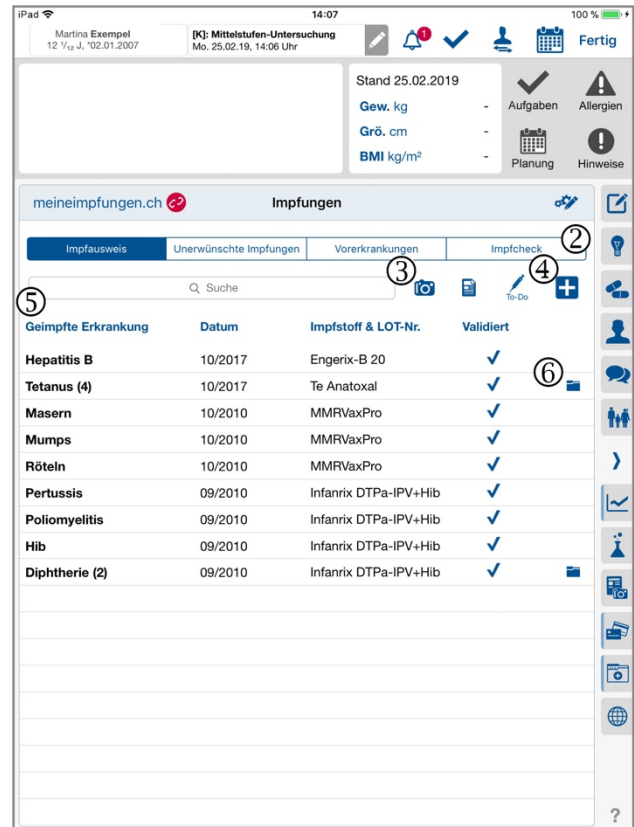 iPad 14:07 100 %
Martina Exempel
12 1/12 J, *02.01.2007
[K]: Mittelstufen-Untersuchung
Mo. 25.02.19, 14:06 Uhr
1
Fertig
Stand 25.02.2019
Gew. kg -
Grö. cm -
BMI kg/m² -
Aufgaben
Allergien
Planung
Hinweise
meineimpfungen.ch Impfungen
Impfausweis Unerwünschte Impfungen Vorerkrankungen Impfcheck ②
Suche ③ To-Do ④
⑤
Geimpfte Erkrankung Datum Impfstoff & LOT-Nr. Validiert
Hepatitis B 10/2017 Engerix-B 20
Tetanus (4) 10/2017 Te Anatoxal ⑥
Masern 10/2010 MMRVaxPro
Mumps 10/2010 MMRVaxPro
Röteln 10/2010 MMRVaxPro
Pertussis 09/2010 Infanrix DTPa-IPV+Hib
Poliomyelitis 09/2010 Infanrix DTPa-IPV+Hib
Hib 09/2010 Infanrix DTPa-IPV+Hib
Diphtherie (2) 09/2010 Infanrix DTPa-IPV+Hib
?